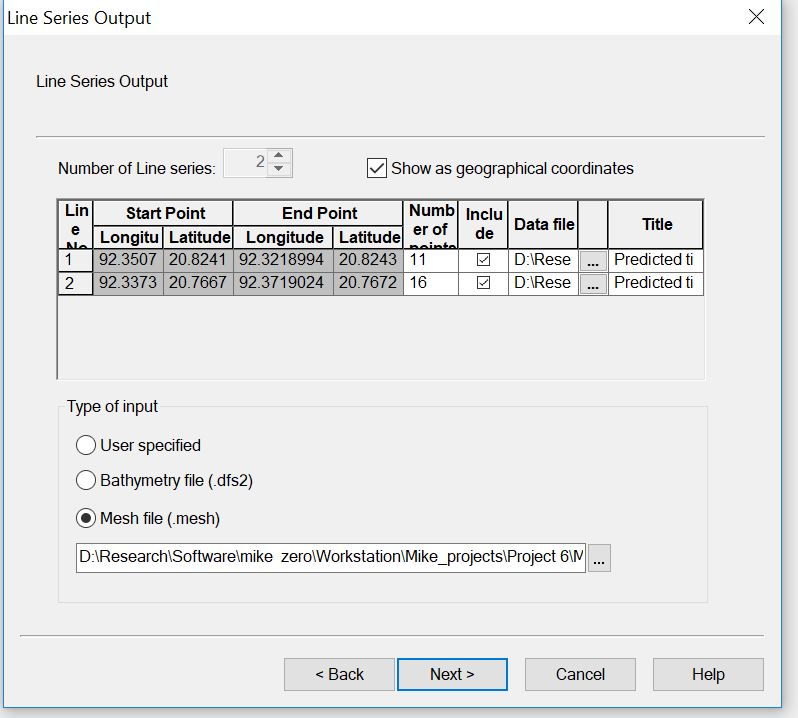 Line Series Output
Line Series Output
Number of Line series: 2 Show as geographical coordinates
Lin e No Start Point End Point Numb er of points Inclu de Data file Title
Longitu Latitude Longitude Latitude
1 92.3507 20.8241 92.3218994 20.8243 11 D:\Rese ... Predicted ti
2 92.3373 20.7667 92.3719024 20.7672 16 D:\Rese ... Predicted ti
Type of input
User specified
Bathymetry file (.dfs2)
Mesh file (.mesh)
D:\Research\Software\mike zero\Workstation\Mike_projects\Project 6\M ...
< Back Next > Cancel Help